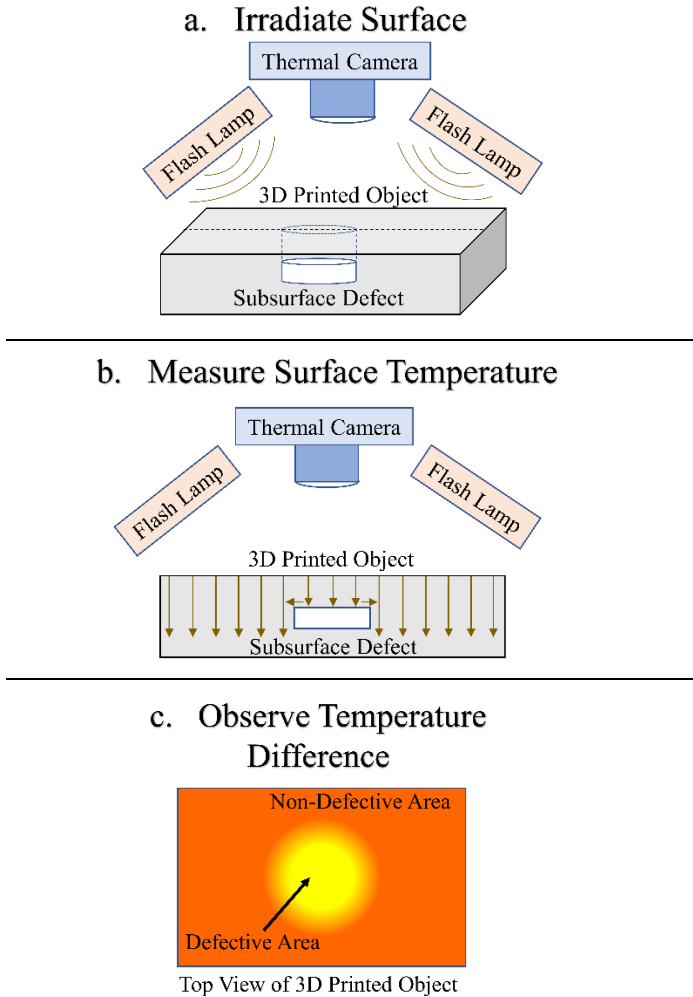 a. Irradiate Surface
Thermal Camera
Flash Lamp
Flash Lamp
3D Printed Object
Subsurface Defect
b. Measure Surface Temperature
Thermal Camera
Flash Lamp
Flash Lamp
3D Printed Object
Subsurface Defect
c. Observe Temperature
Difference
Non-Defective Area
Defective Area
Top View of 3D Printed Object